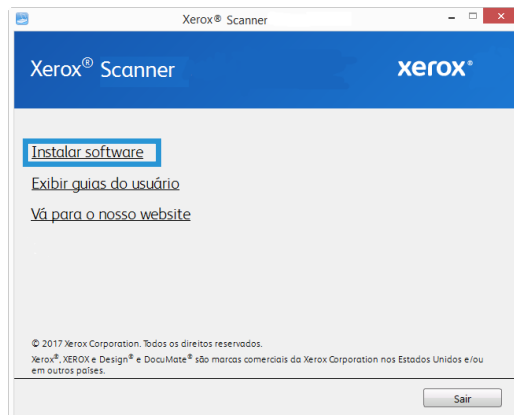 Xerox® Scanner
Xerox® Scanner
xerox®
Instalar software
Exibir guias do usuário
Vá para o nosso website
© 2017 Xerox Corporation. Todos os direitos reservados.
Xerox®, XEROX e Design® e DocuMate® são marcas comerciais da Xerox Corporation nos Estados Unidos e/ou
em outros países.
Sair